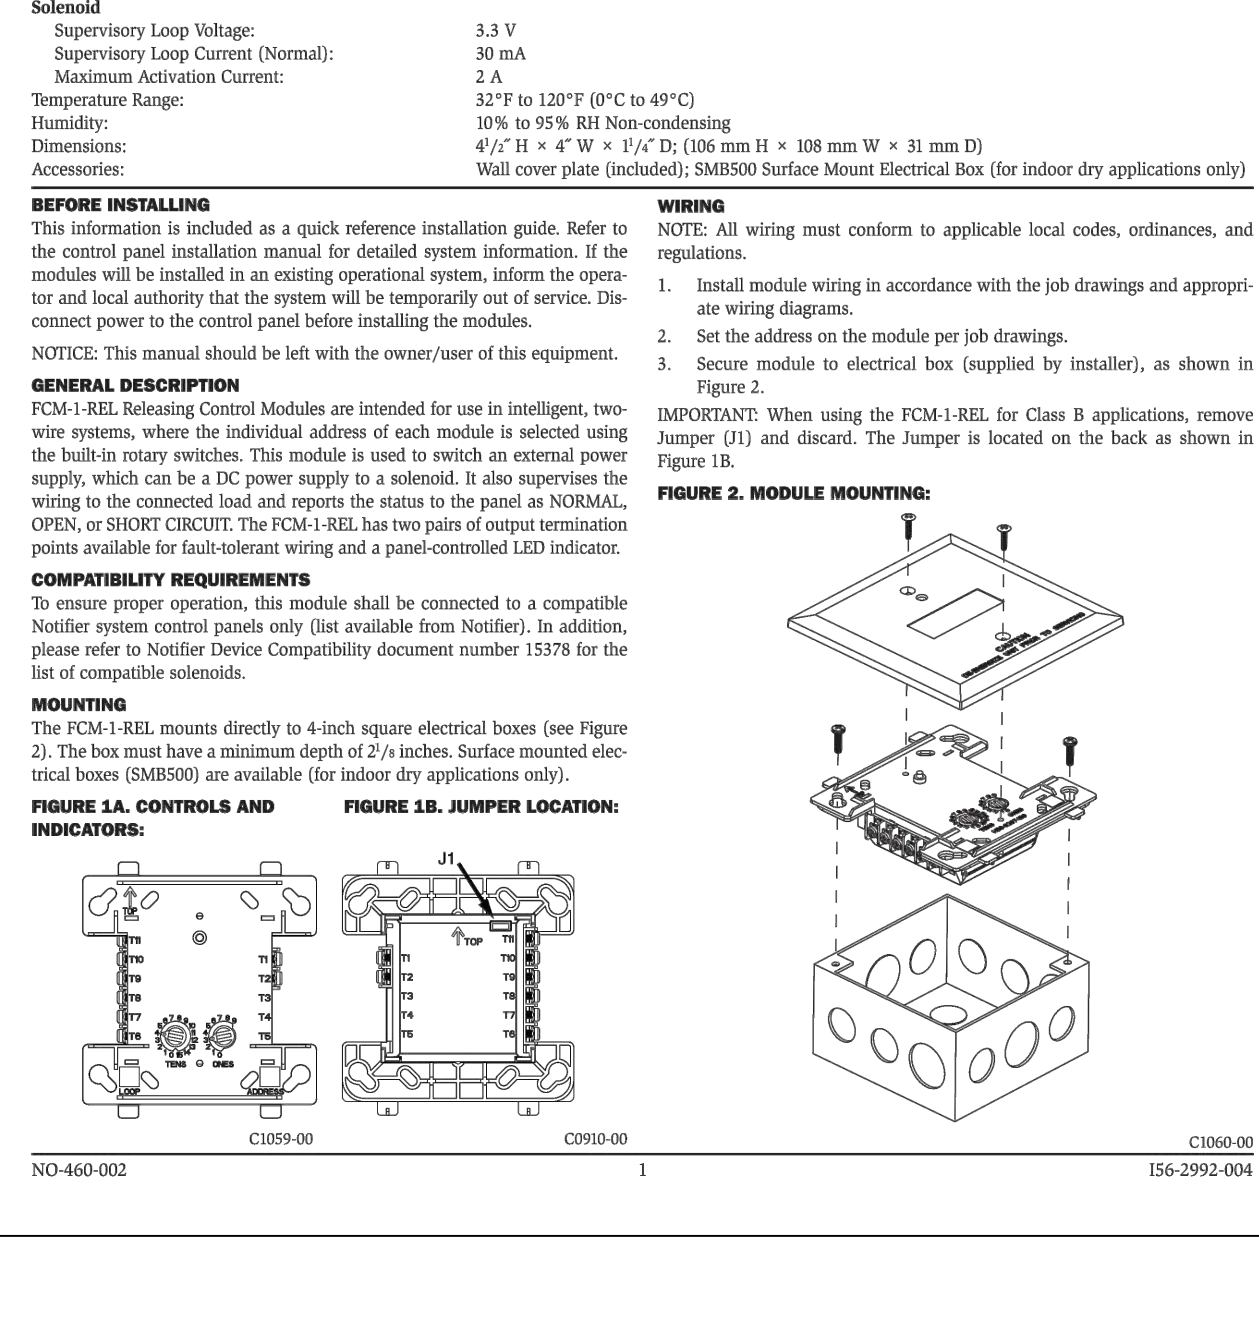 Solenoid
Supervisory Loop Voltage: 3.3 V
Supervisory Loop Current (Normal): 30 mA
Maximum Activation Current: 2 A
Temperature Range: 32°F to 120°F (0°C to 49°C)
Humidity: 10% to 95% RH Non-condensing
Dimensions: 4¹/₂˝ H × 4˝ W × 1¹/₄˝ D; (106 mm H × 108 mm W × 31 mm D)
Accessories: Wall cover plate (included); SMB500 Surface Mount Electrical Box (for indoor dry applications only)
BEFORE INSTALLING
This information is included as a quick reference installation guide. Refer to
the control panel installation manual for detailed system information. If the
modules will be installed in an existing operational system, inform the opera-
tor and local authority that the system will be temporarily out of service. Dis-
connect power to the control panel before installing the modules.
NOTICE: This manual should be left with the owner/user of this equipment.
GENERAL DESCRIPTION
FCM-1-REL Releasing Control Modules are intended for use in intelligent, two-
wire systems, where the individual address of each module is selected using
the built-in rotary switches. This module is used to switch an external power
supply, which can be a DC power supply to a solenoid. It also supervises the
wiring to the connected load and reports the status to the panel as NORMAL,
OPEN, or SHORT CIRCUIT. The FCM-1-REL has two pairs of output termination
points available for fault-tolerant wiring and a panel-controlled LED indicator.
COMPATIBILITY REQUIREMENTS
To ensure proper operation, this module shall be connected to a compatible
Notifier system control panels only (list available from Notifier). In addition,
please refer to Notifier Device Compatibility document number 15378 for the
list of compatible solenoids.
MOUNTING
The FCM-1-REL mounts directly to 4-inch square electrical boxes (see Figure
2). The box must have a minimum depth of 2¹/₈ inches. Surface mounted elec-
trical boxes (SMB500) are available (for indoor dry applications only).
FIGURE 1A. CONTROLS AND
INDICATORS:
TOP
T11
T10
T9
T8
T7
T6
T1
T2
T3
T4
T5
TENS
ONES
LOOP
ADDRESS
C1059-00
FIGURE 1B. JUMPER LOCATION:
J1
TOP
T1
T2
T3
T4
T5
T11
T10
T9
T8
T7
T6
C0910-00
WIRING
NOTE: All wiring must conform to applicable local codes, ordinances, and
regulations.
1. Install module wiring in accordance with the job drawings and appropri-
ate wiring diagrams.
2. Set the address on the module per job drawings.
3. Secure module to electrical box (supplied by installer), as shown in
Figure 2.
IMPORTANT: When using the FCM-1-REL for Class B applications, remove
Jumper (J1) and discard. The Jumper is located on the back as shown in
Figure 1B.
FIGURE 2. MODULE MOUNTING:
CAUTION
C1060-00
NO-460-002 1 I56-2992-004